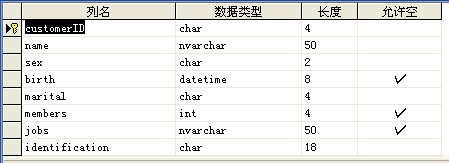 列名 数据类型 长度 允许空
customerID char 4
name nvarchar 50
sex char 2
birth datetime 8
marital char 4
members int 4
jobs nvarchar 50
identification char 18